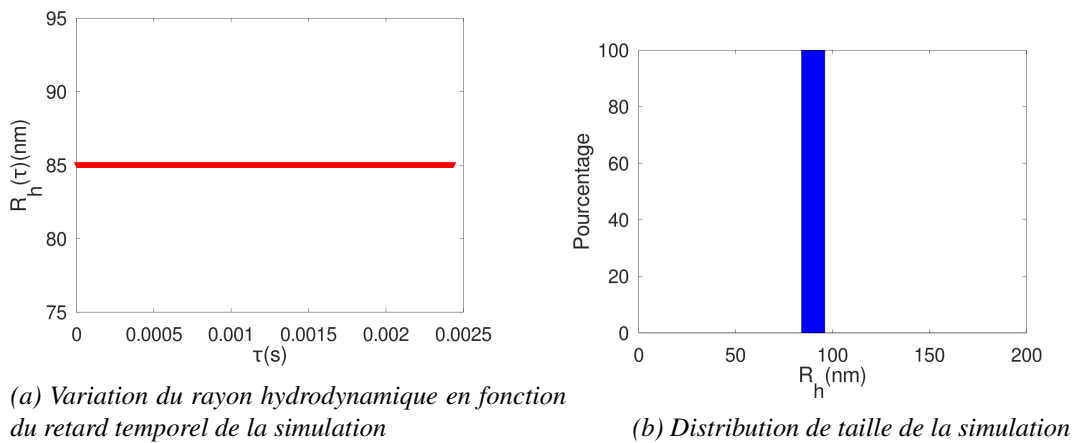 95
90
85
80
75
R_h(τ)(nm)
0 0.0005 0.001 0.0015 0.002 0.0025
τ(s)
(a) Variation du rayon hydrodynamique en fonction
du retard temporel de la simulation
100
80
60
40
20
0
Pourcentage
0 50 100 150 200
R_h(nm)
(b) Distribution de taille de la simulation